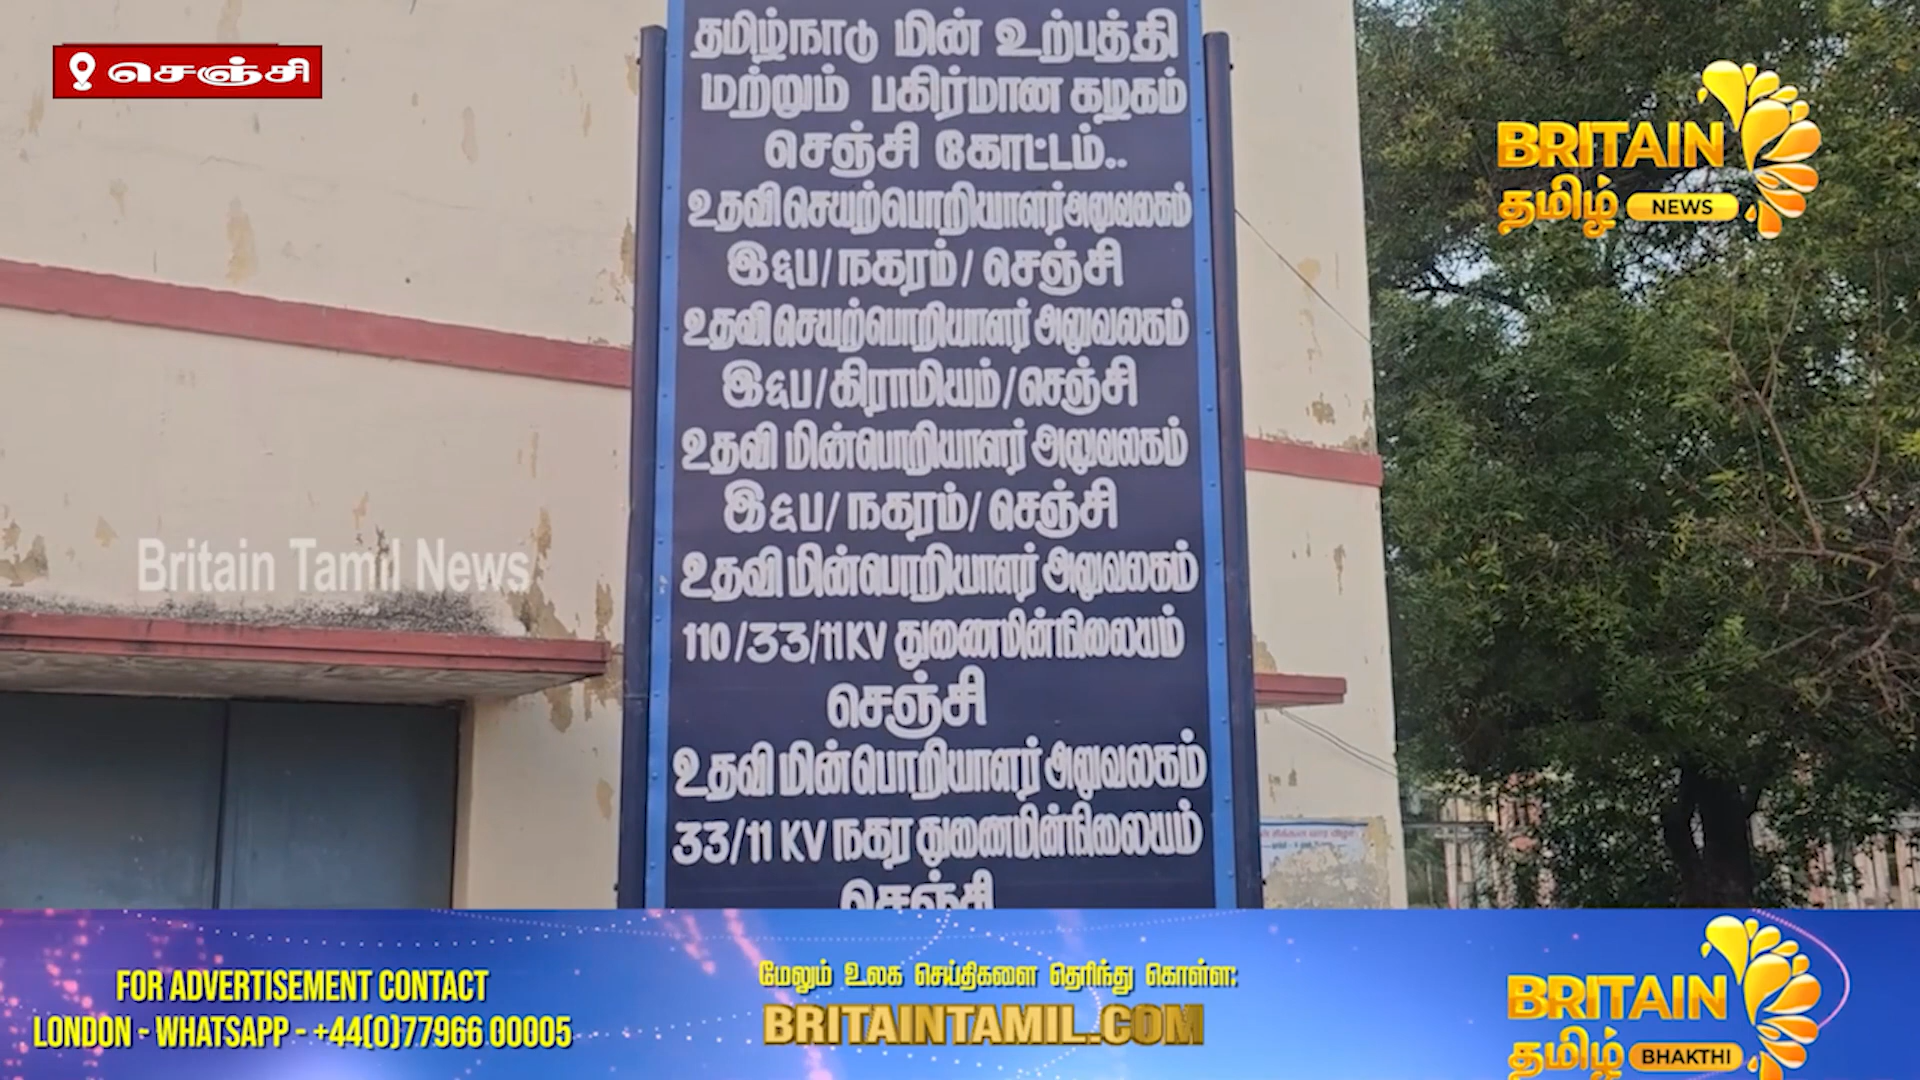 செஞ்சி
தமிழ்நாடு மின் உற்பத்தி
மற்றும் பகிர்மான கழகம்
செஞ்சி கோட்டம்..
உதவி செயற்பொறியாளர் அலுவலகம்
இ&ப/நகரம்/செஞ்சி
உதவி செயற்பொறியாளர் அலுவலகம்
இ&ப/கிராமியம்/செஞ்சி
உதவி மின்பொறியாளர் அலுவலகம்
இ&ப/நகரம்/செஞ்சி
உதவி மின்பொறியாளர் அலுவலகம்
110/33/11KV துணைமின்நிலையம்
செஞ்சி
உதவி மின்பொறியாளர் அலுவலகம்
33/11 KV நகர துணைமின்நிலையம்
செஞ்சி
BRITAIN
தமிழ் NEWS
Britain Tamil News
FOR ADVERTISEMENT CONTACT
LONDON - WHATSAPP - +44(0)77966 00005
மேலும் உலக செய்திகளை தெரிந்து கொள்ள:
BRITAINTAMIL.COM
BRITAIN
தமிழ் BHAKTHI